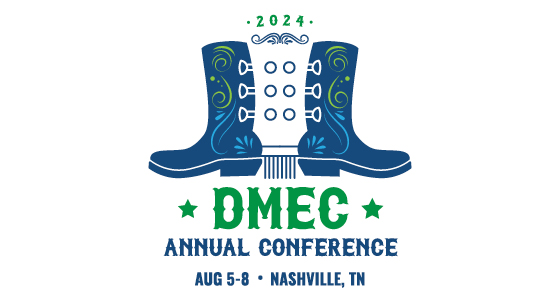 · 2024 ·
DMEC
ANNUAL CONFERENCE
AUG 5-8 • NASHVILLE, TN